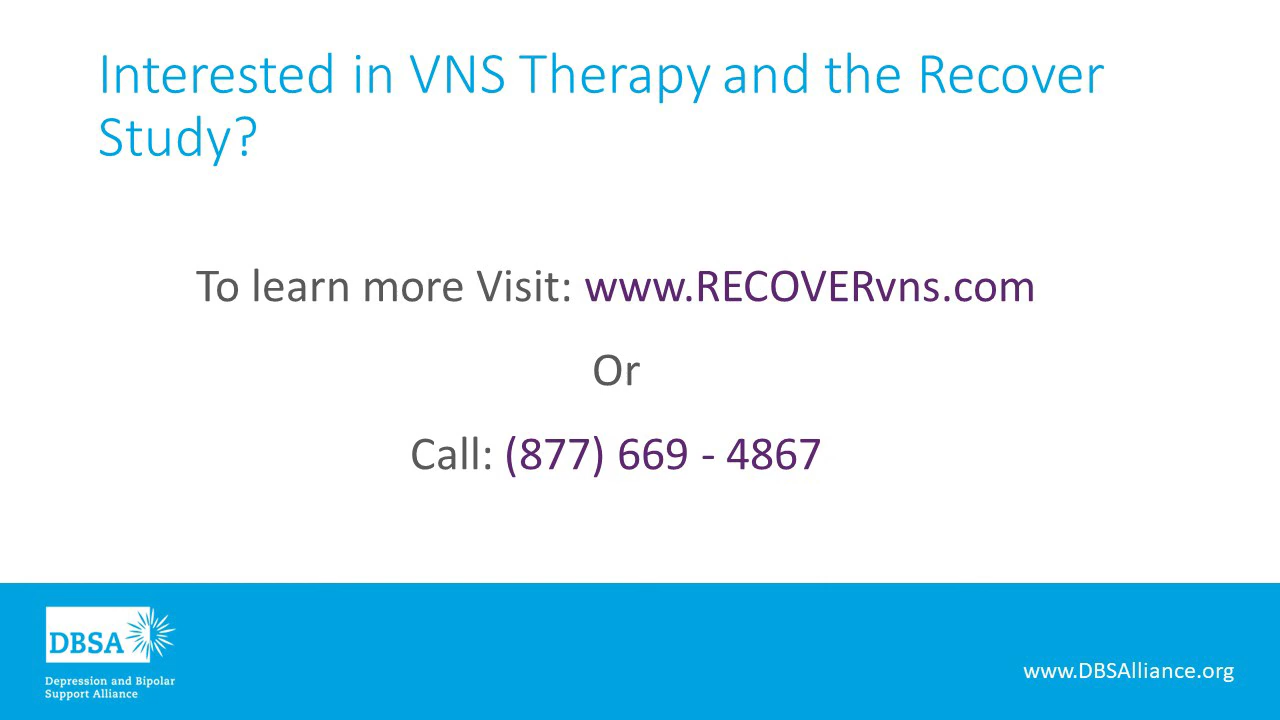 Interested in VNS Therapy and the Recover
Study?
To learn more Visit: www.RECOVERvns.com
Or
Call: (877) 669 - 4867
DBSA
Depression and Bipolar
Support Alliance
www.DBSAlliance.org